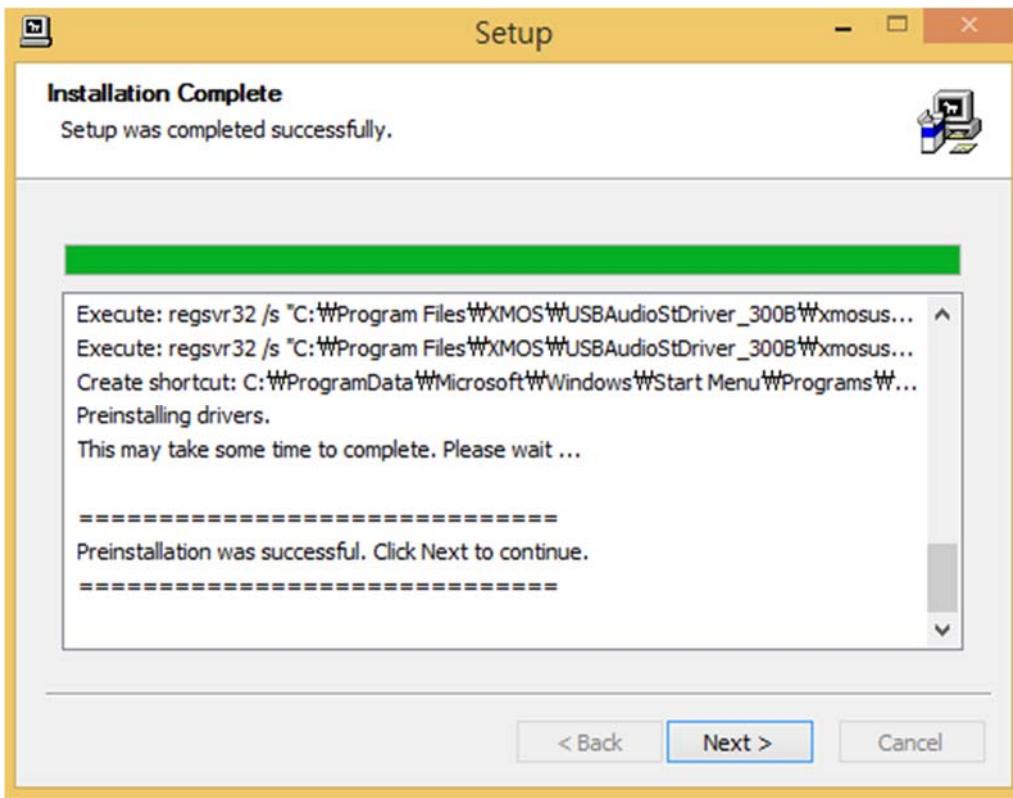 Setup
Installation Complete
Setup was completed successfully.
Execute: regsvr32 /s "C:₩Program Files₩XMOS₩USBAudioStDriver_300B₩xmosus...
Execute: regsvr32 /s "C:₩Program Files₩XMOS₩USBAudioStDriver_300B₩xmosus...
Create shortcut: C:₩ProgramData₩Microsoft₩Windows₩Start Menu₩Programs₩...
Preinstalling drivers.
This may take some time to complete. Please wait ...
==============================
Preinstallation was successful. Click Next to continue.
==============================
< Back Next > Cancel